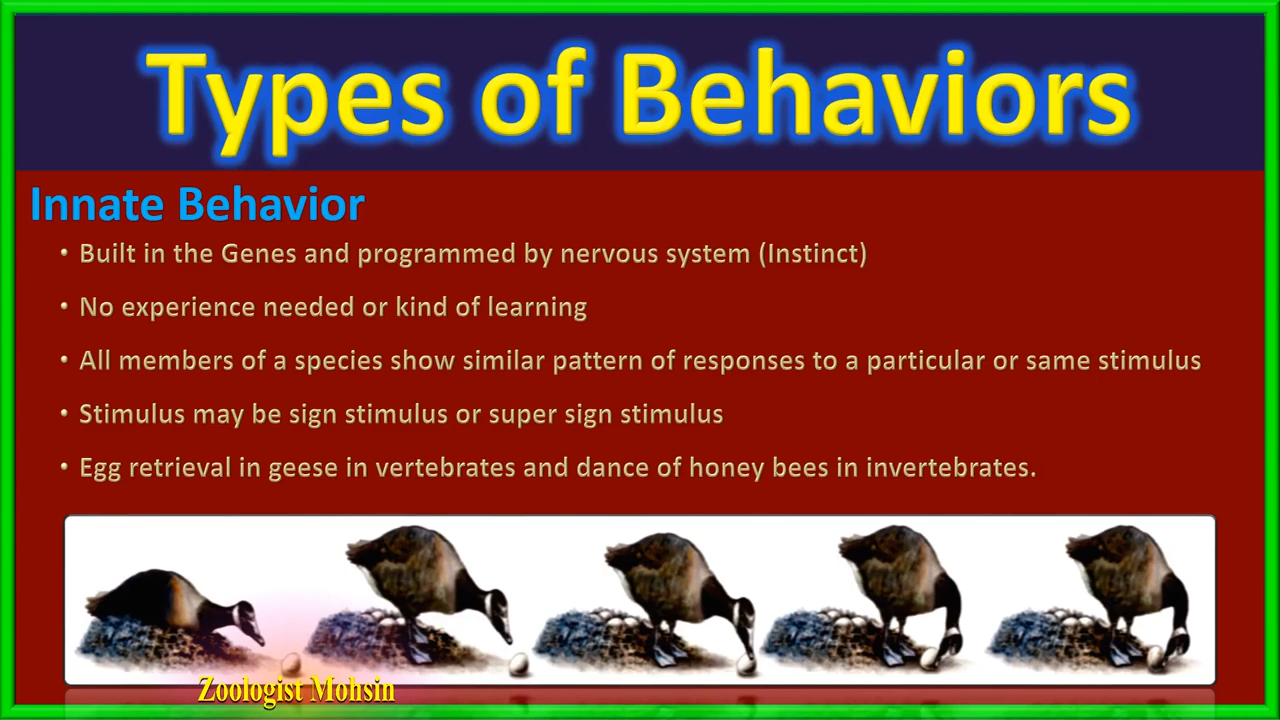 Types of Behaviors
Innate Behavior
• Built in the Genes and programmed by nervous system (Instinct)
• No experience needed or kind of learning
• All members of a species show similar pattern of responses to a particular or same stimulus
• Stimulus may be sign stimulus or super sign stimulus
• Egg retrieval in geese in vertebrates and dance of honey bees in invertebrates.
Zoologist Mohsin